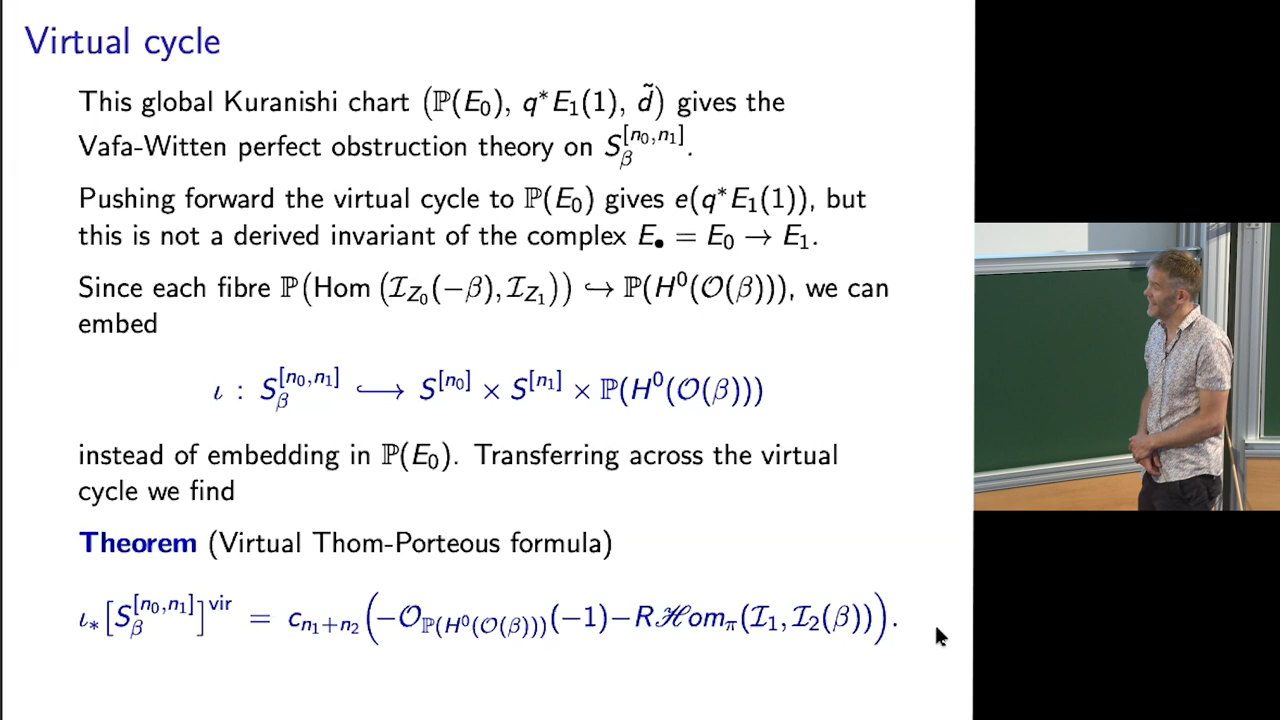 Virtual cycle
This global Kuranishi chart (ℙ(E₀), q*E₁(1), d̃) gives the
Vafa-Witten perfect obstruction theory on S_β^{[n₀,n₁]}.
Pushing forward the virtual cycle to ℙ(E₀) gives e(q*E₁(1)), but
this is not a derived invariant of the complex E_• = E₀ → E₁.
Since each fibre ℙ(Hom (ℐ_{Z₀}(−β), ℐ_{Z₁})) ↪ ℙ(H⁰(𝒪(β))), we can
embed
ι : S_β^{[n₀,n₁]} ↪ S^{[n₀]} × S^{[n₁]} × ℙ(H⁰(𝒪(β)))
instead of embedding in ℙ(E₀). Transferring across the virtual
cycle we find
Theorem (Virtual Thom-Porteous formula)
ι_*[S_β^{[n₀,n₁]}]^{vir} = c_{n₁+n₂}(−𝒪_{ℙ(H⁰(𝒪(β)))}(−1)−Rℋom_π(ℐ₁, ℐ₂(β))).